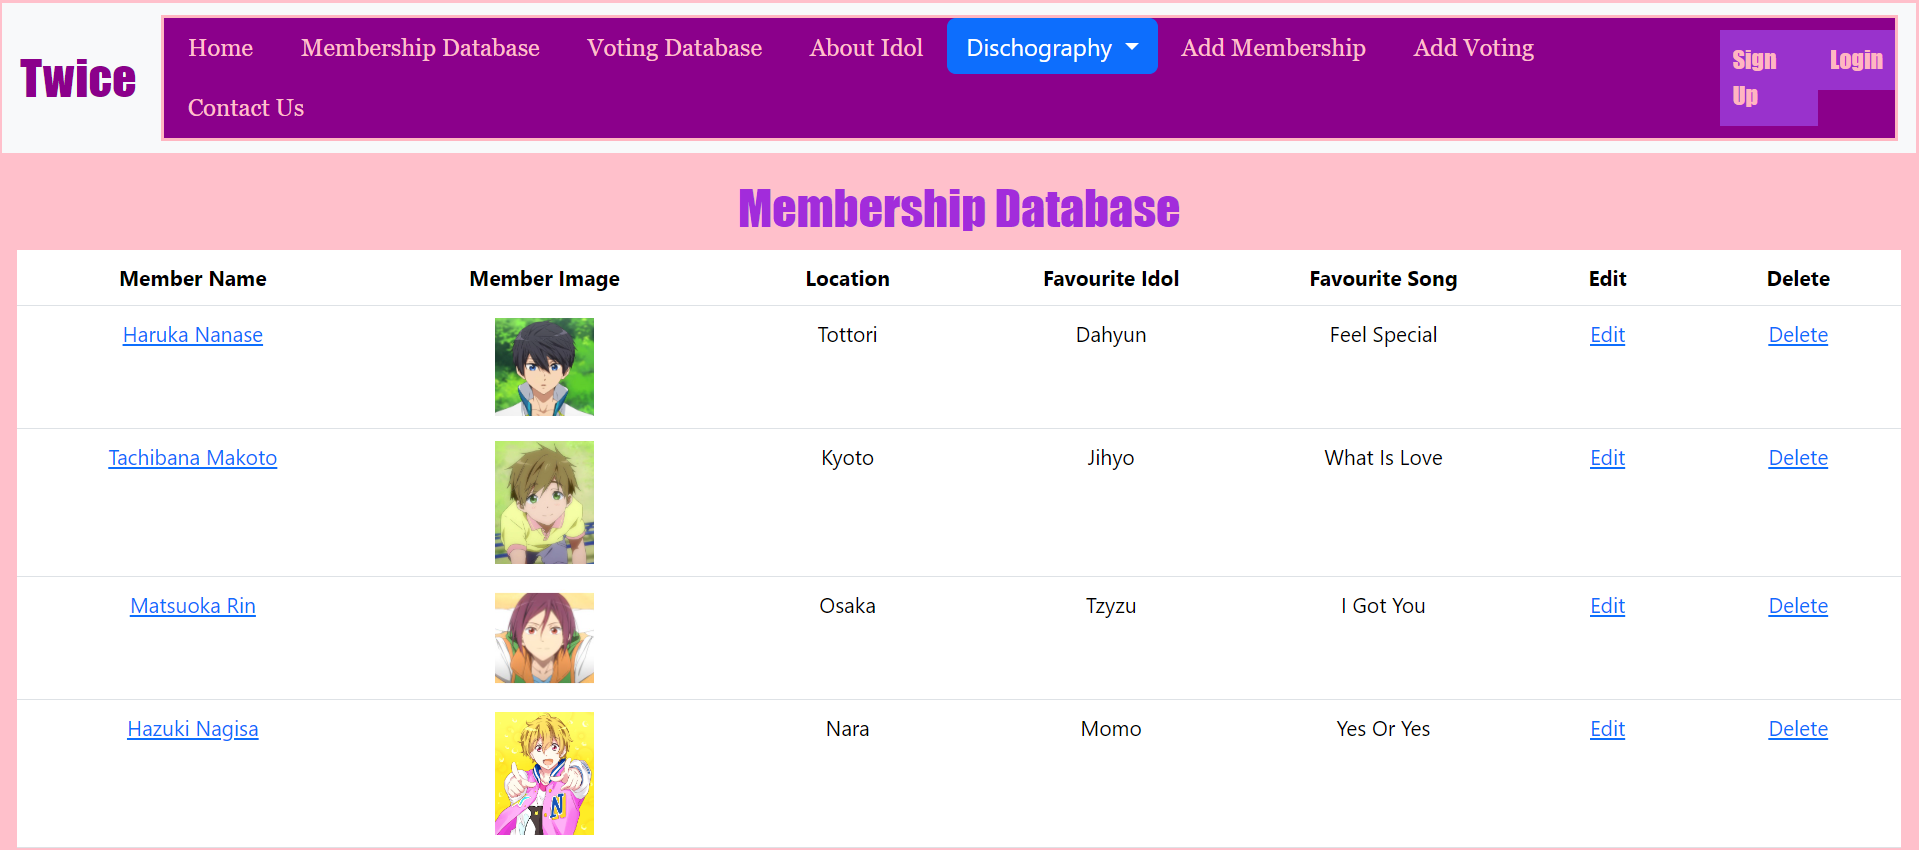 Twice
Home Membership Database Voting Database About Idol Dischography Add Membership Add Voting
Contact Us
Sign Up
Login
Membership Database
Member Name Member Image Location Favourite Idol Favourite Song Edit Delete
Haruka Nanase Tottori Dahyun Feel Special Edit Delete
Tachibana Makoto Kyoto Jihyo What Is Love Edit Delete
Matsuoka Rin Osaka Tzyzu I Got You Edit Delete
Hazuki Nagisa Nara Momo Yes Or Yes Edit Delete
N